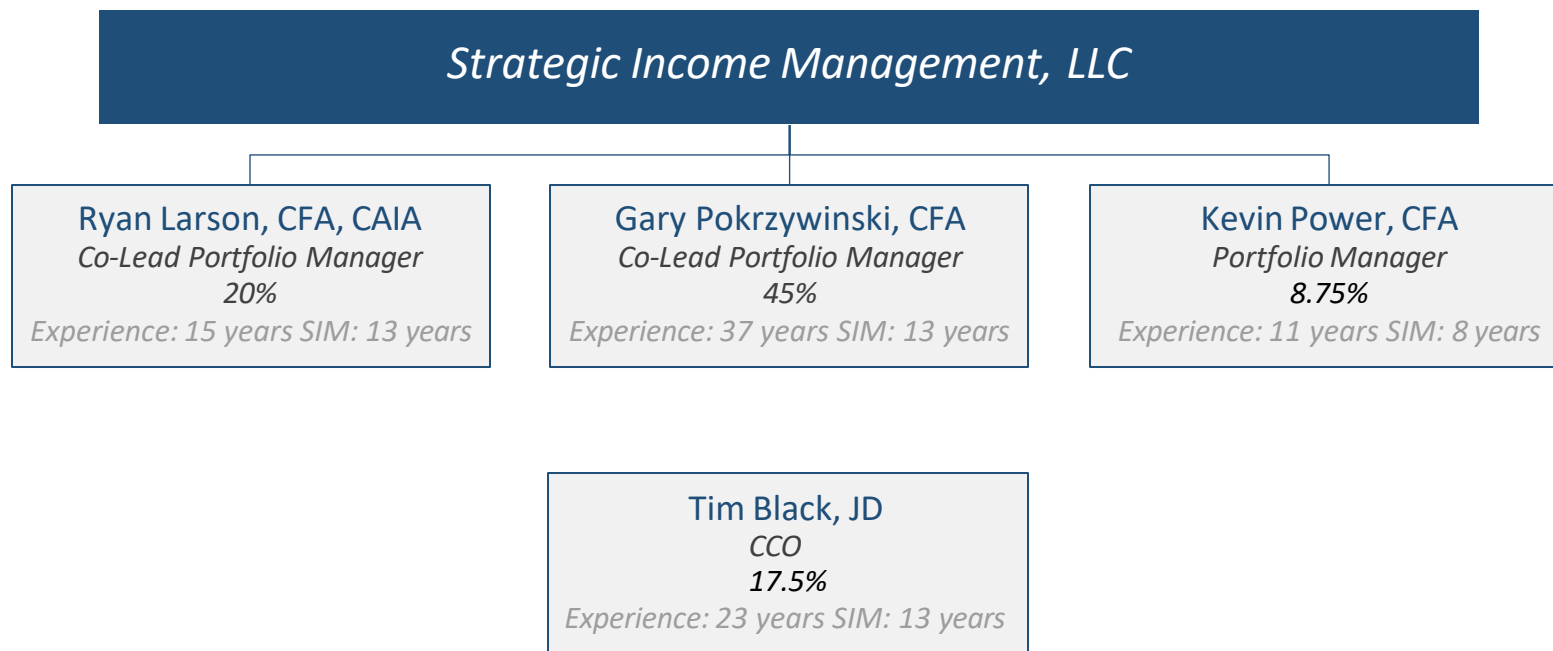 Strategic Income Management, LLC
Ryan Larson, CFA, CAIA
Co-Lead Portfolio Manager
20%
Experience: 15 years SIM: 13 years
Gary Pokrzywinski, CFA
Co-Lead Portfolio Manager
45%
Experience: 37 years SIM: 13 years
Kevin Power, CFA
Portfolio Manager
8.75%
Experience: 11 years SIM: 8 years
Tim Black, JD
CCO
17.5%
Experience: 23 years SIM: 13 years